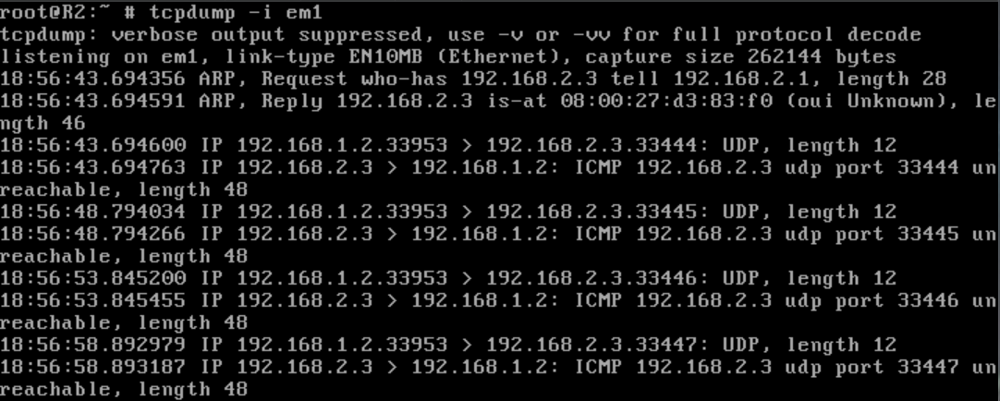 root@R2:~ # tcpdump -i em1
tcpdump: verbose output suppressed, use -v or -vv for full protocol decode
listening on em1, link-type EN10MB (Ethernet), capture size 262144 bytes
18:56:43.694356 ARP, Request who-has 192.168.2.3 tell 192.168.2.1, length 28
18:56:43.694591 ARP, Reply 192.168.2.3 is-at 08:00:27:d3:83:f0 (oui Unknown), le
ngth 46
18:56:43.694600 IP 192.168.1.2.33953 > 192.168.2.3.33444: UDP, length 12
18:56:43.694763 IP 192.168.2.3 > 192.168.1.2: ICMP 192.168.2.3 udp port 33444 un
reachable, length 48
18:56:48.794034 IP 192.168.1.2.33953 > 192.168.2.3.33445: UDP, length 12
18:56:48.794266 IP 192.168.2.3 > 192.168.1.2: ICMP 192.168.2.3 udp port 33445 un
reachable, length 48
18:56:53.845200 IP 192.168.1.2.33953 > 192.168.2.3.33446: UDP, length 12
18:56:53.845455 IP 192.168.2.3 > 192.168.1.2: ICMP 192.168.2.3 udp port 33446 un
reachable, length 48
18:56:58.892979 IP 192.168.1.2.33953 > 192.168.2.3.33447: UDP, length 12
18:56:58.893187 IP 192.168.2.3 > 192.168.1.2: ICMP 192.168.2.3 udp port 33447 un
reachable, length 48